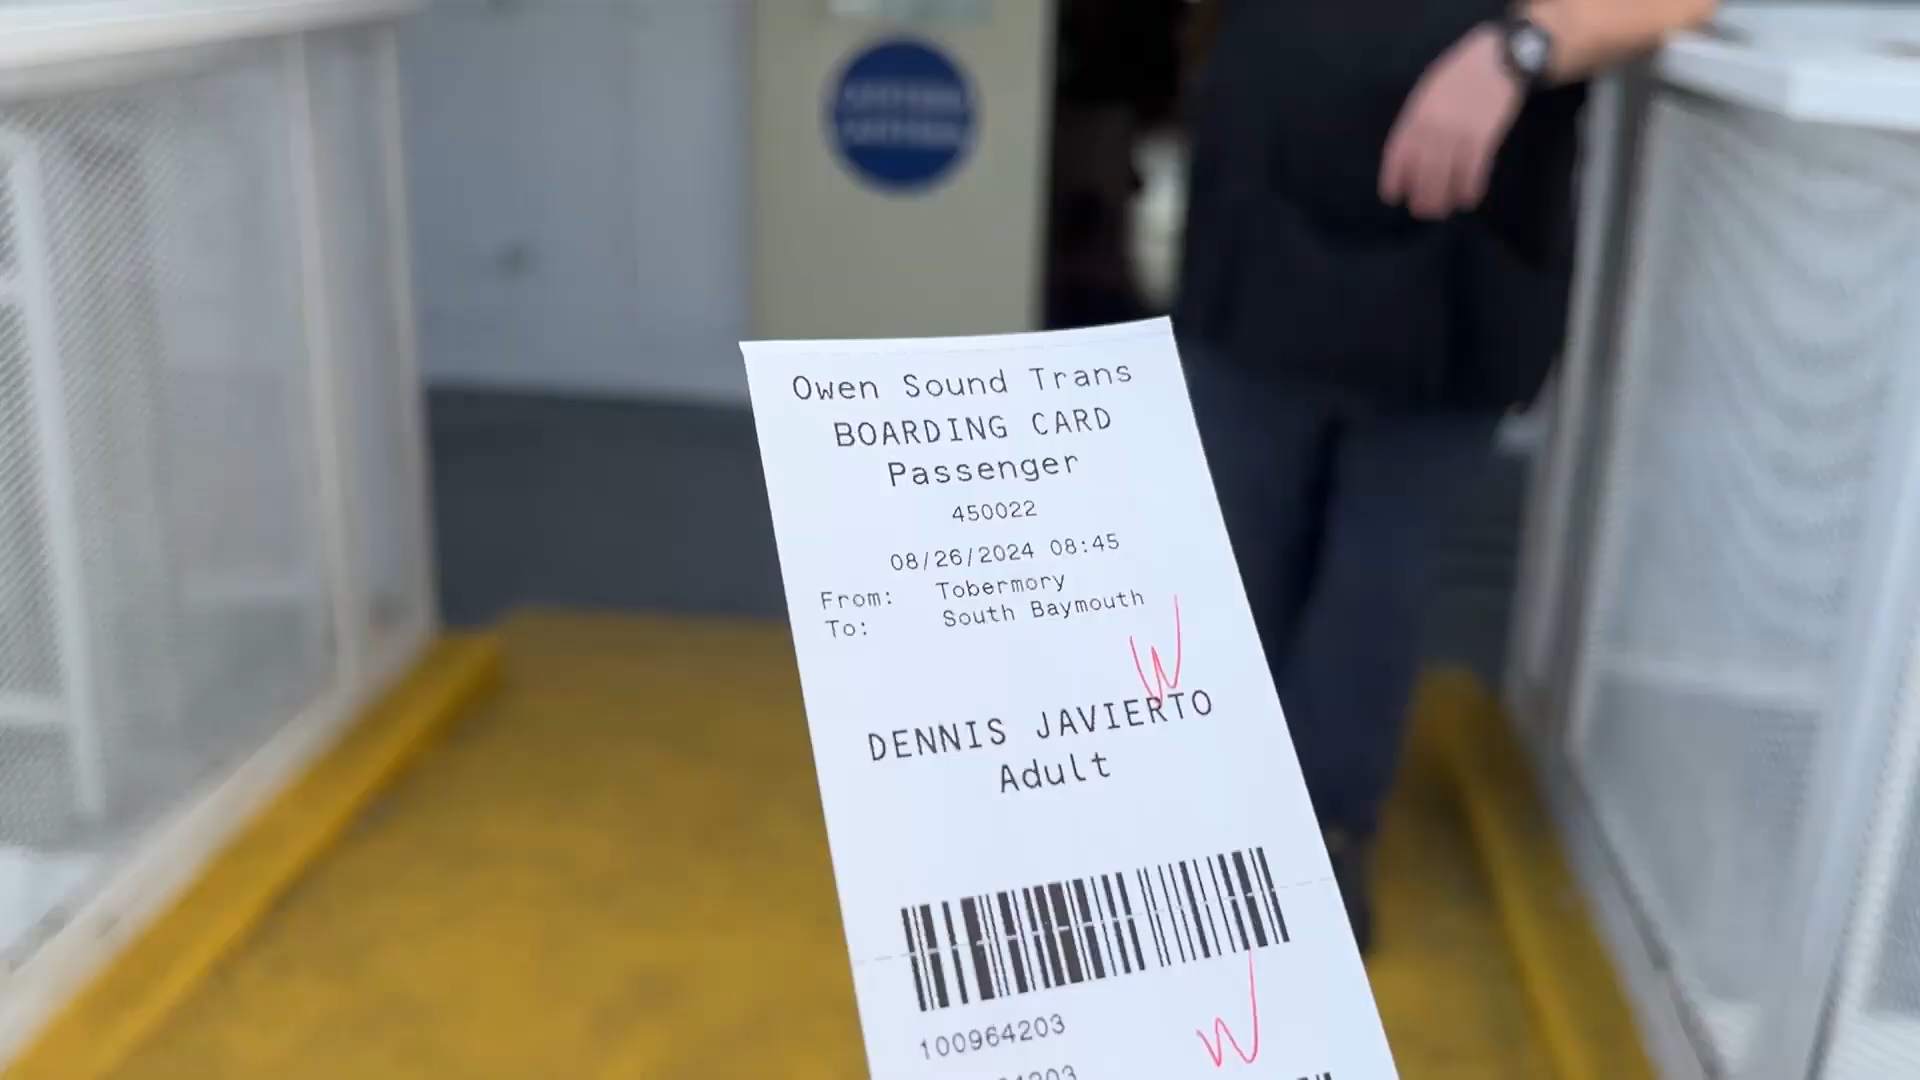 Owen Sound Trans
BOARDING CARD
Passenger
450022
08/26/2024 08:45
From: Tobermory
To: South Baymouth
W
DENNIS JAVIERTO
Adult
100964203
W